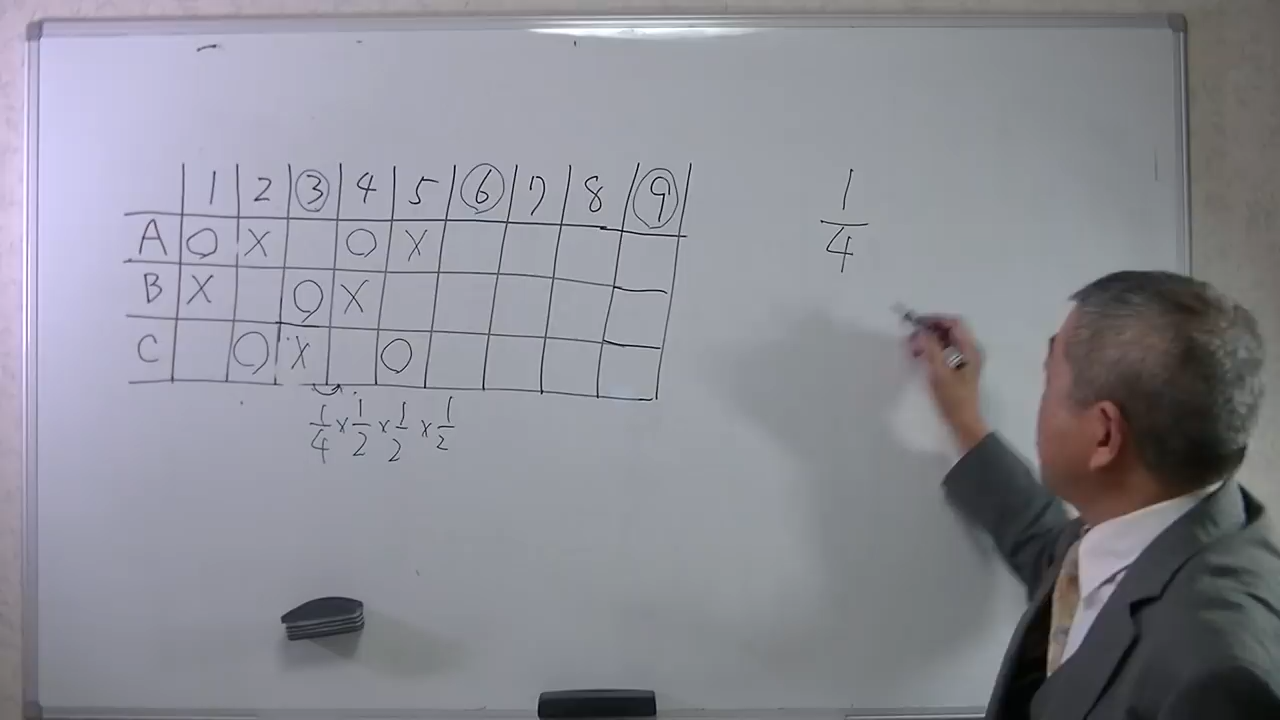 1 2 ③ 4 5 ⑥ 7 8 ⑨
A O X O X
B X O X
C O X O
1/4 × 1/2 × 1/2 × 1/2
1/4